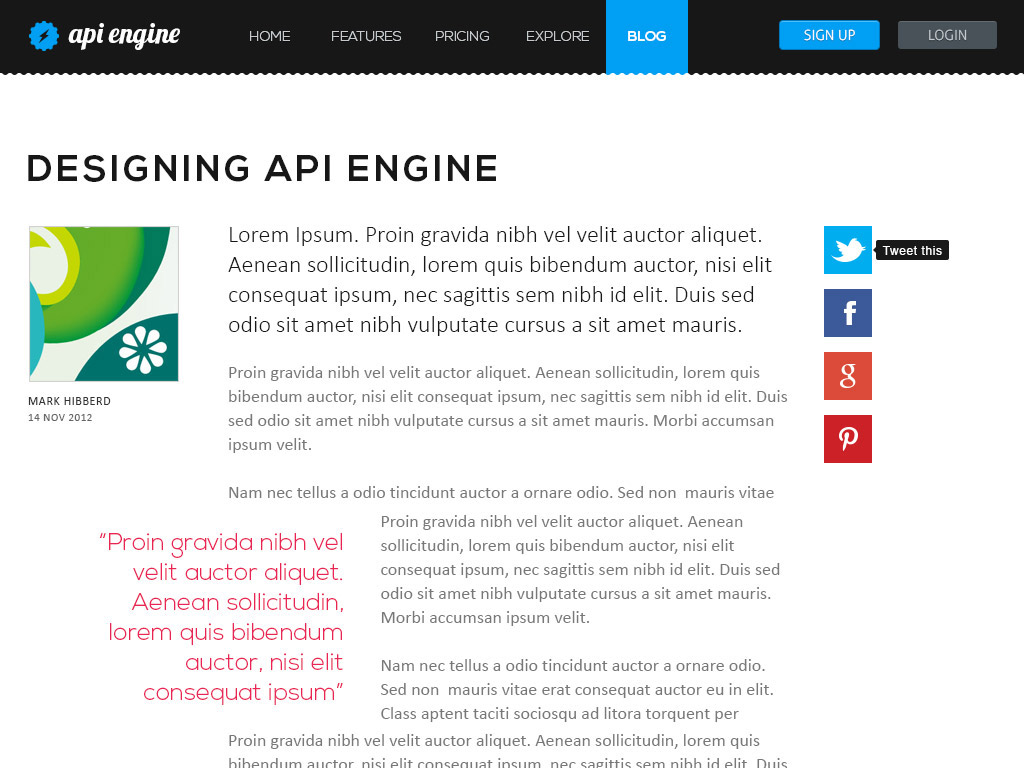 api engine
HOME FEATURES PRICING EXPLORE BLOG SIGN UP LOGIN
DESIGNING API ENGINE
MARK HIBBERD
14 NOV 2012
Lorem Ipsum. Proin gravida nibh vel velit auctor aliquet.
Aenean sollicitudin, lorem quis bibendum auctor, nisi elit
consequat ipsum, nec sagittis sem nibh id elit. Duis sed
odio sit amet nibh vulputate cursus a sit amet mauris.
Tweet this
f
g
Proin gravida nibh vel velit auctor aliquet. Aenean sollicitudin, lorem quis
bibendum auctor, nisi elit consequat ipsum, nec sagittis sem nibh id elit. Duis
sed odio sit amet nibh vulputate cursus a sit amet mauris. Morbi accumsan
ipsum velit.
Nam nec tellus a odio tincidunt auctor a ornare odio. Sed non  mauris vitae
“Proin gravida nibh vel
velit auctor aliquet.
Aenean sollicitudin,
lorem quis bibendum
auctor, nisi elit
consequat ipsum”
Proin gravida nibh vel velit auctor aliquet. Aenean
sollicitudin, lorem quis bibendum auctor, nisi elit
consequat ipsum, nec sagittis sem nibh id elit. Duis sed
odio sit amet nibh vulputate cursus a sit amet mauris.
Morbi accumsan ipsum velit.
Nam nec tellus a odio tincidunt auctor a ornare odio.
Sed non  mauris vitae erat consequat auctor eu in elit.
Class aptent taciti sociosqu ad litora torquent per
Proin gravida nibh vel velit auctor aliquet. Aenean sollicitudin, lorem quis
bibendum auctor, nisi elit consequat ipsum, nec sagittis sem nibh id elit. Duis